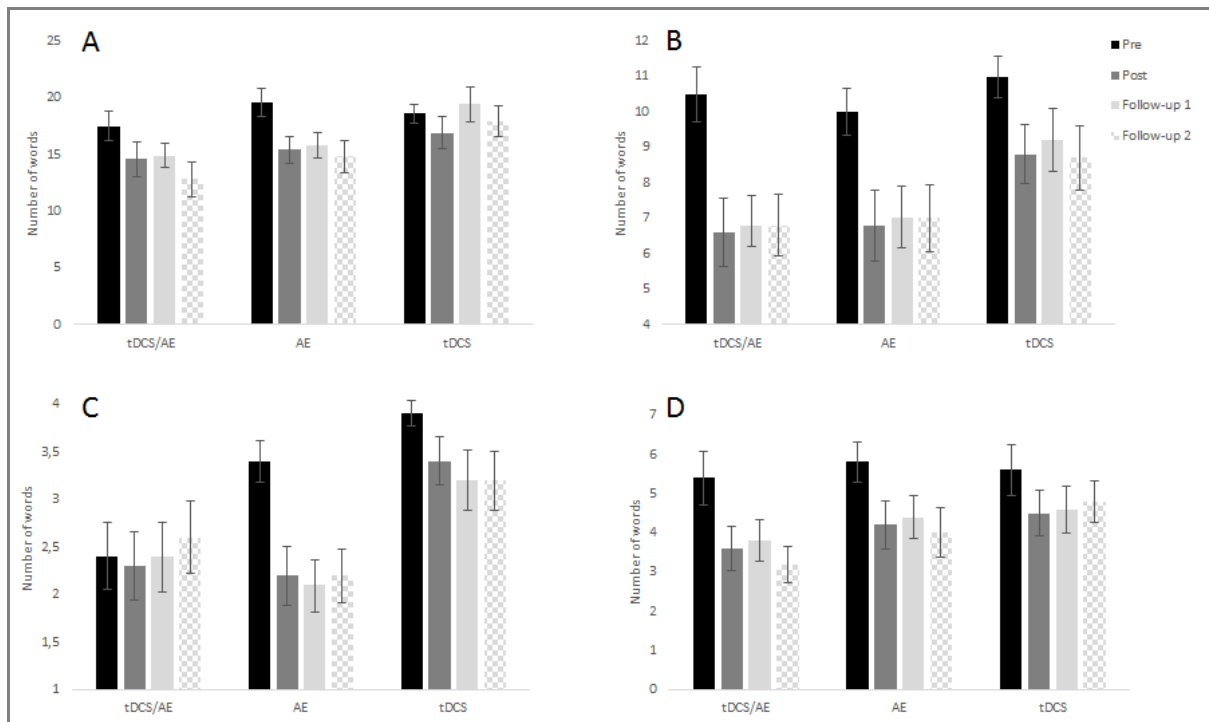 A
Number of words
25
20
15
10
5
0
tDCS/AE AE tDCS
B
Number of words
12
11
10
9
8
7
6
5
4
tDCS/AE AE tDCS
Pre
Post
Follow-up 1
Follow-up 2
C
Number of words
4
3,5
3
2,5
2
1,5
1
tDCS/AE AE tDCS
D
Number of words
7
6
5
4
3
2
1
0
tDCS/AE AE tDCS